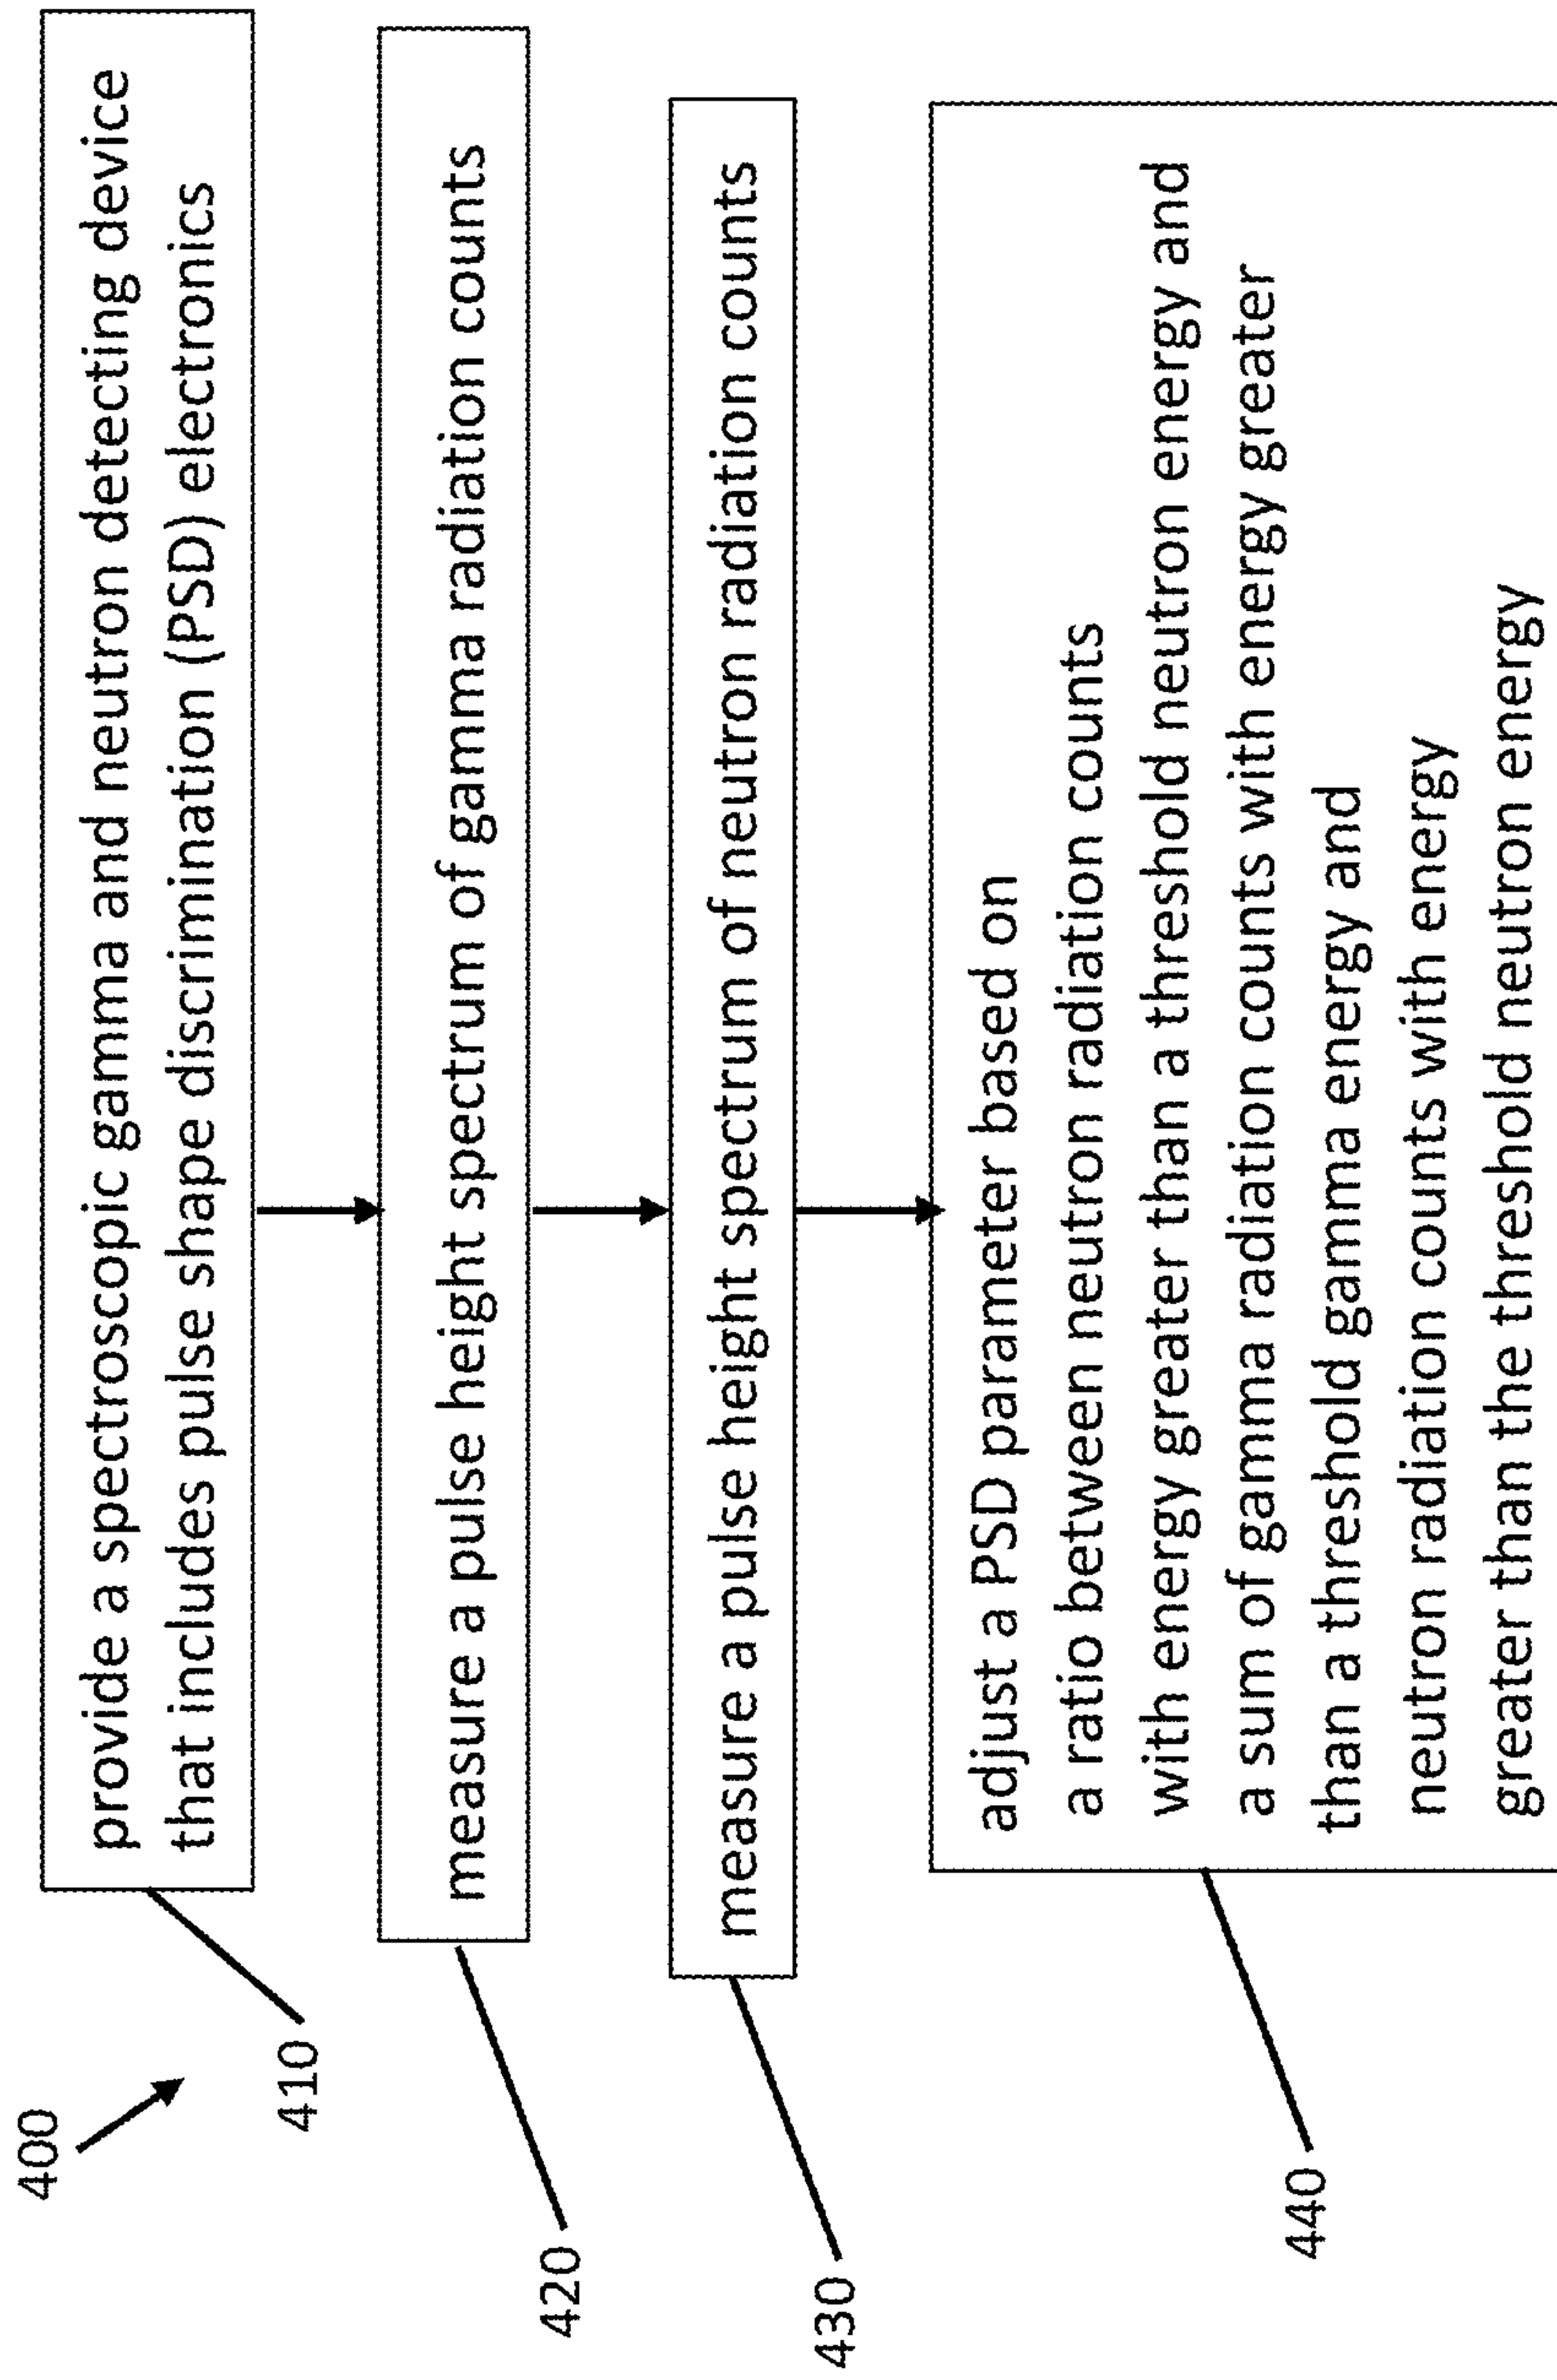 400
410
provide a spectroscopic gamma and neutron detecting device
that includes pulse shape discrimination (PSD) electronics
420
measure a pulse height spectrum of gamma radiation counts
430
measure a pulse height spectrum of neutron radiation counts
440
adjust a PSD parameter based on
a ratio between neutron radiation counts
with energy greater than a threshold neutron energy and
a sum of gamma radiation counts with energy greater
than a threshold gamma energy and
neutron radiation counts with energy
greater than the threshold neutron energy